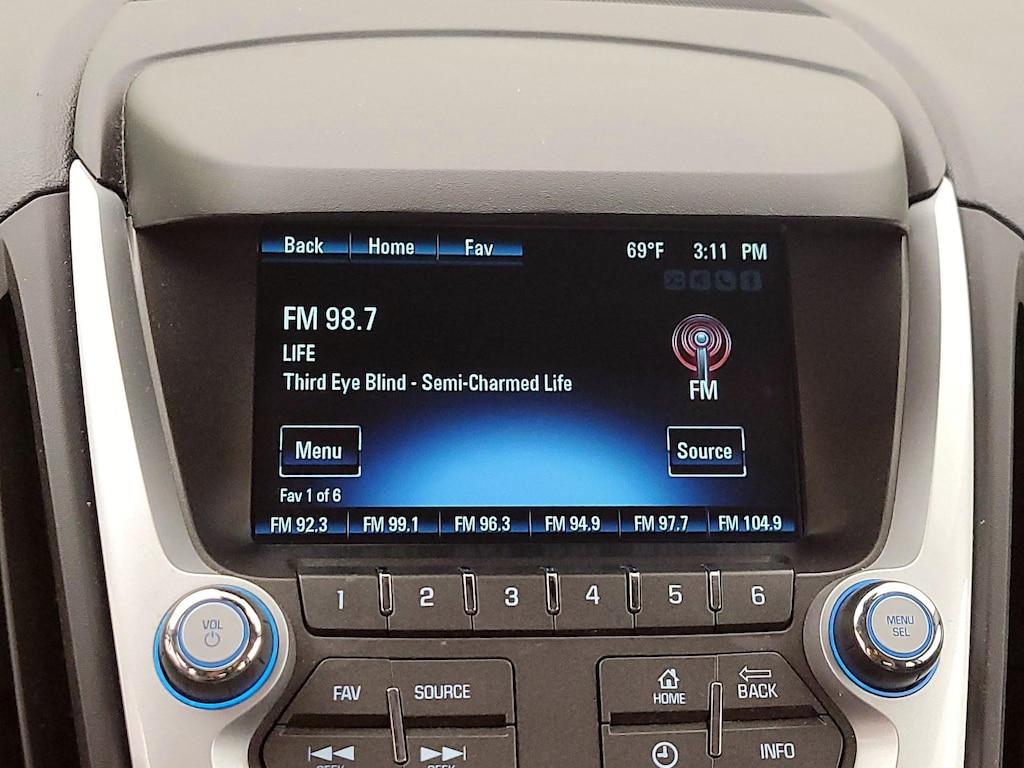 Back Home Fav 69°F 3:11 PM
FM 98.7
LIFE
Third Eye Blind - Semi-Charmed Life
FM
Menu Source
Fav 1 of 6
FM 92.3 FM 99.1 FM 96.3 FM 94.9 FM 97.7 FM 104.9
1 2 3 4 5 6
VOL
MENU
SEL
FAV SOURCE
HOME BACK
INFO
SEEK SEEK